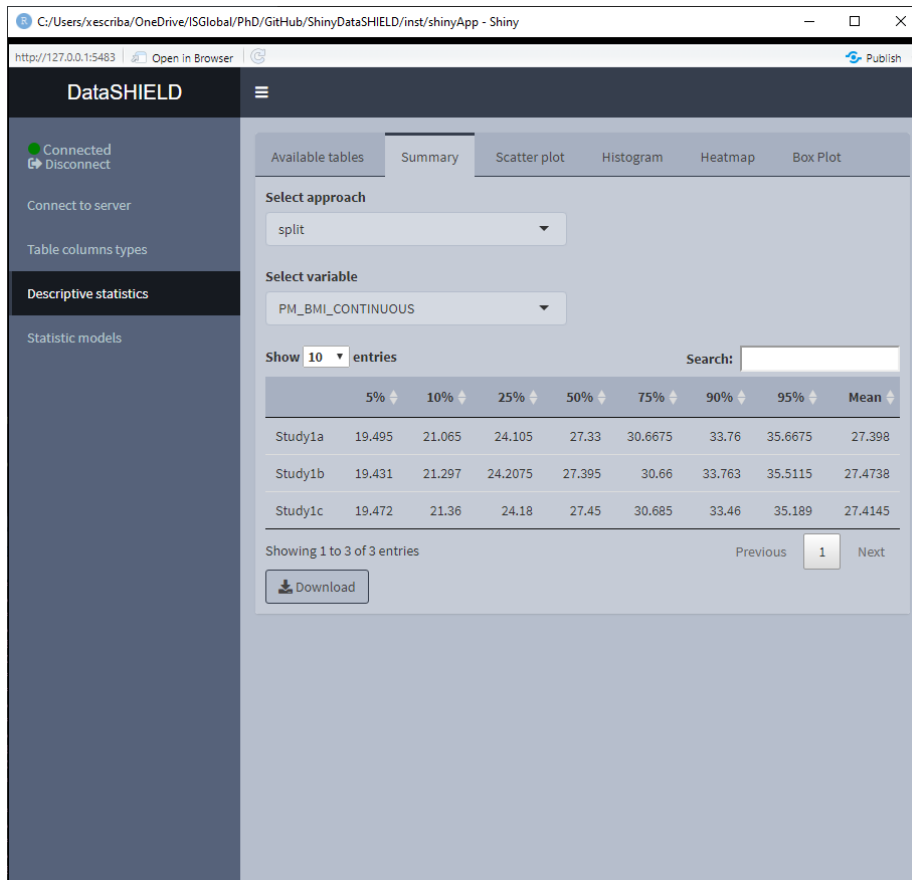 C:/Users/xescriba/OneDrive/ISGlobal/PhD/GitHub/ShinyDataSHIELD/inst/shinyApp - Shiny
http://127.0.0.1:5483 Open in Browser Publish
DataSHIELD
Connected
Disconnect
Connect to server
Table columns types
Descriptive statistics
Statistic models
Available tables Summary Scatter plot Histogram Heatmap Box Plot
Select approach
split
Select variable
PM_BMI_CONTINUOUS
Show 10 entries Search:
5% 10% 25% 50% 75% 90% 95% Mean
Study1a 19.495 21.065 24.105 27.33 30.6675 33.76 35.6675 27.398
Study1b 19.431 21.297 24.2075 27.395 30.66 33.763 35.5115 27.4738
Study1c 19.472 21.36 24.18 27.45 30.685 33.46 35.189 27.4145
Showing 1 to 3 of 3 entries Previous 1 Next
Download